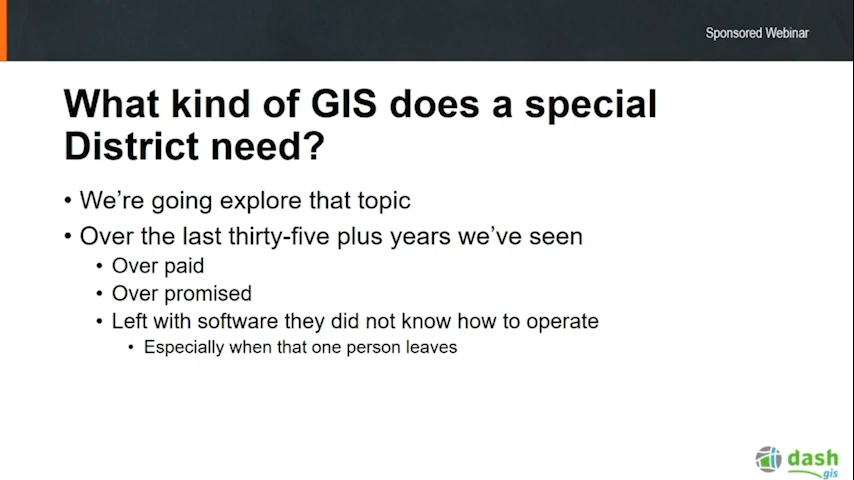 Sponsored Webinar
What kind of GIS does a special
District need?
• We're going explore that topic
• Over the last thirty-five plus years we've seen
• Over paid
• Over promised
• Left with software they did not know how to operate
• Especially when that one person leaves
dash
gis